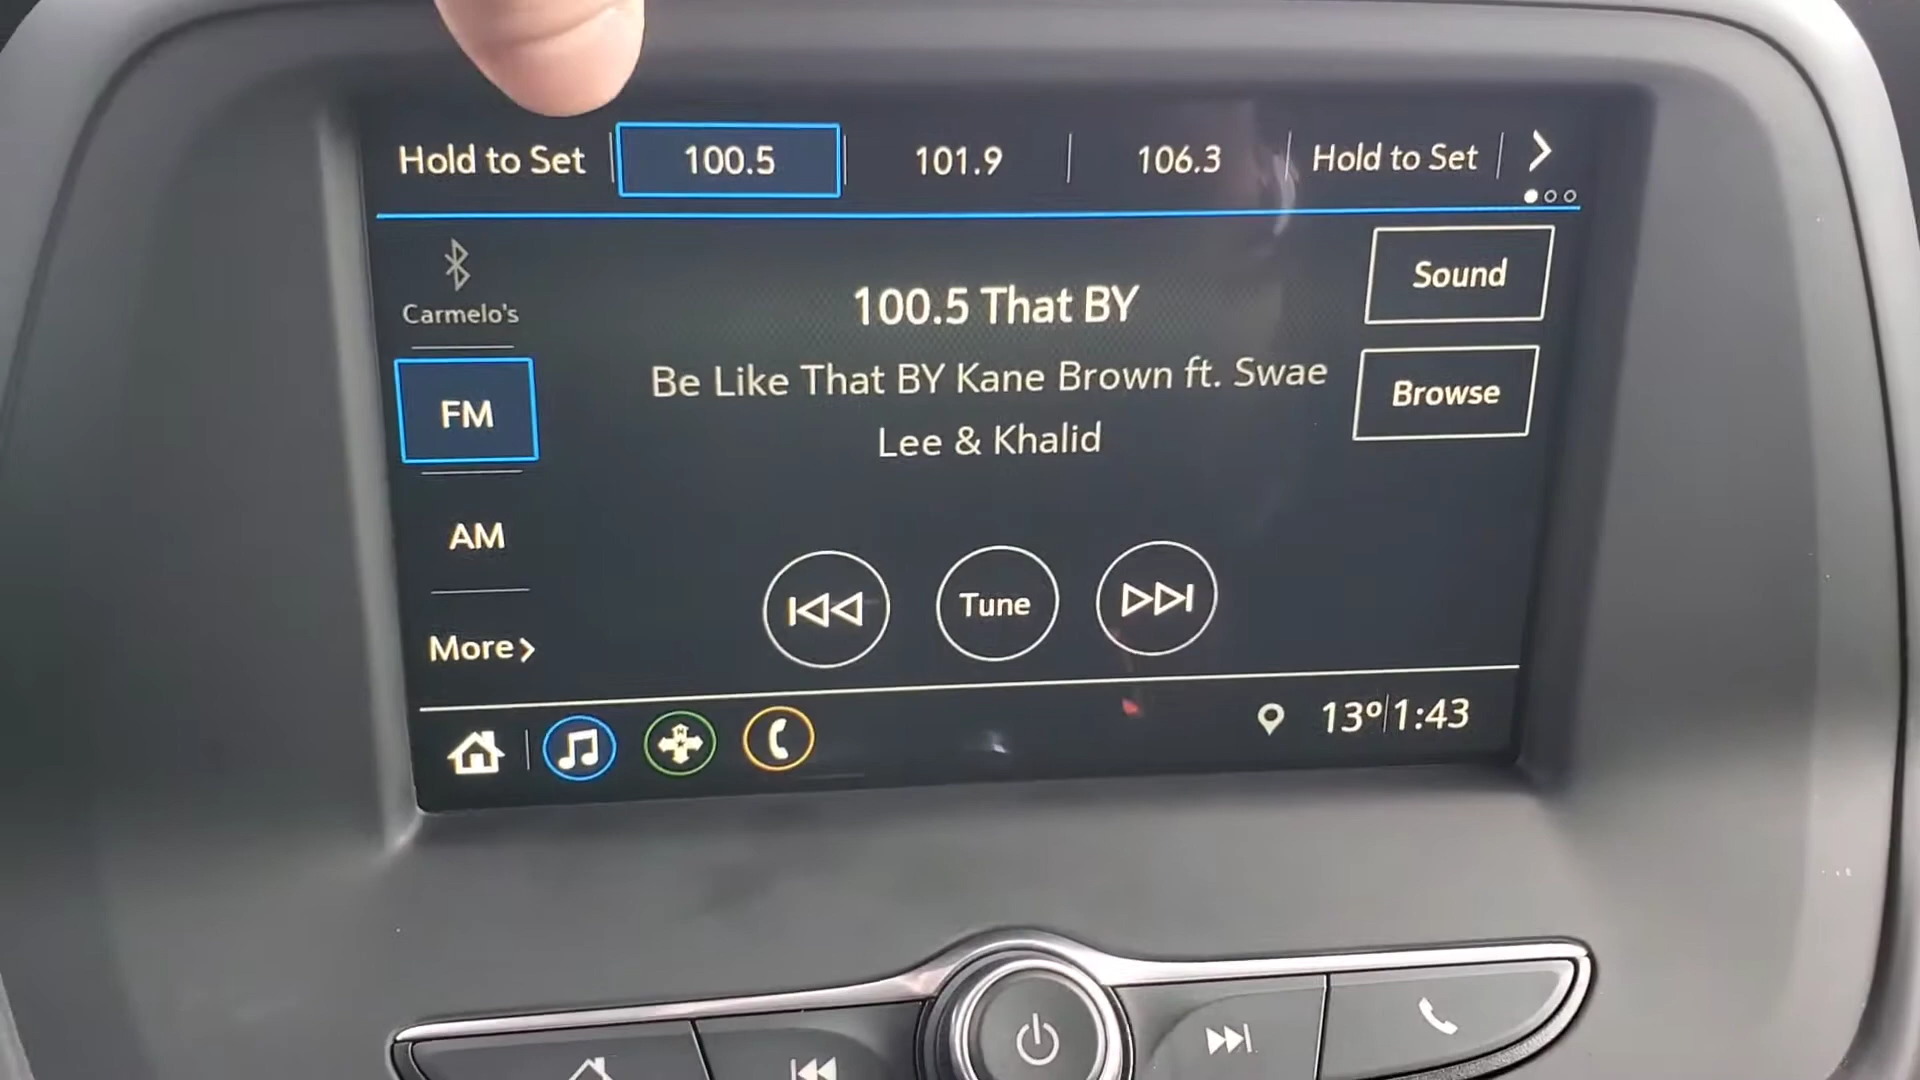 Hold to Set
100.5
101.9
106.3
Hold to Set
Carmelo's
FM
AM
More
100.5 That BY
Be Like That BY Kane Brown ft. Swae
Lee & Khalid
Sound
Browse
Tune
13° 1:43